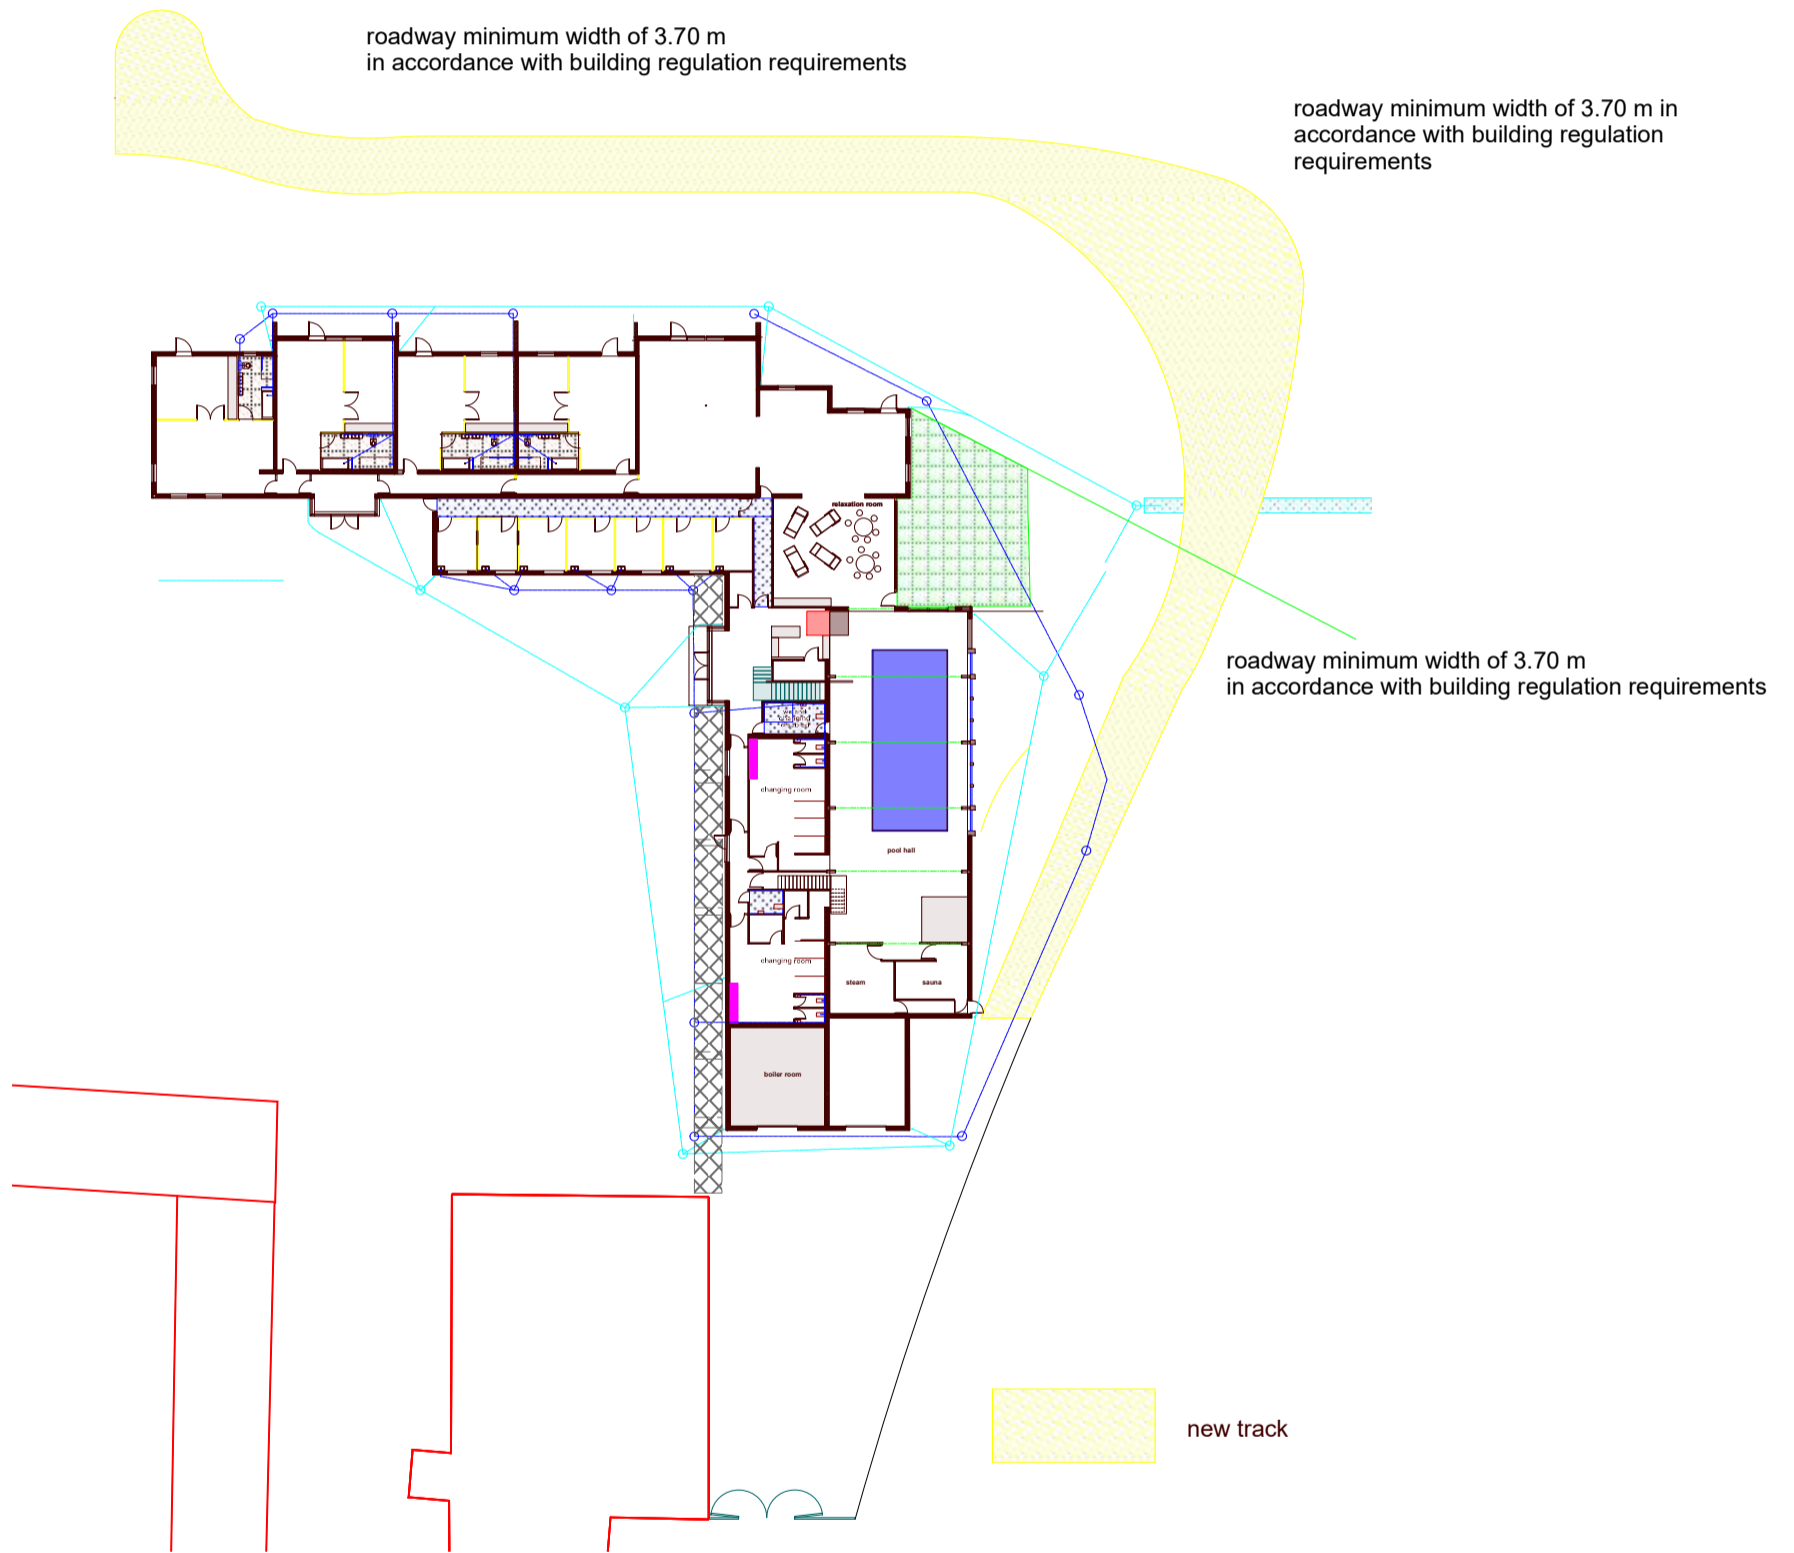 roadway minimum width of 3.70 m
in accordance with building regulation requirements
roadway minimum width of 3.70 m in
accordance with building regulation
requirements
relaxation room
roadway minimum width of 3.70 m
in accordance with building regulation requirements
changing room
pool hall
changing room
steam
sauna
boiler room
new track